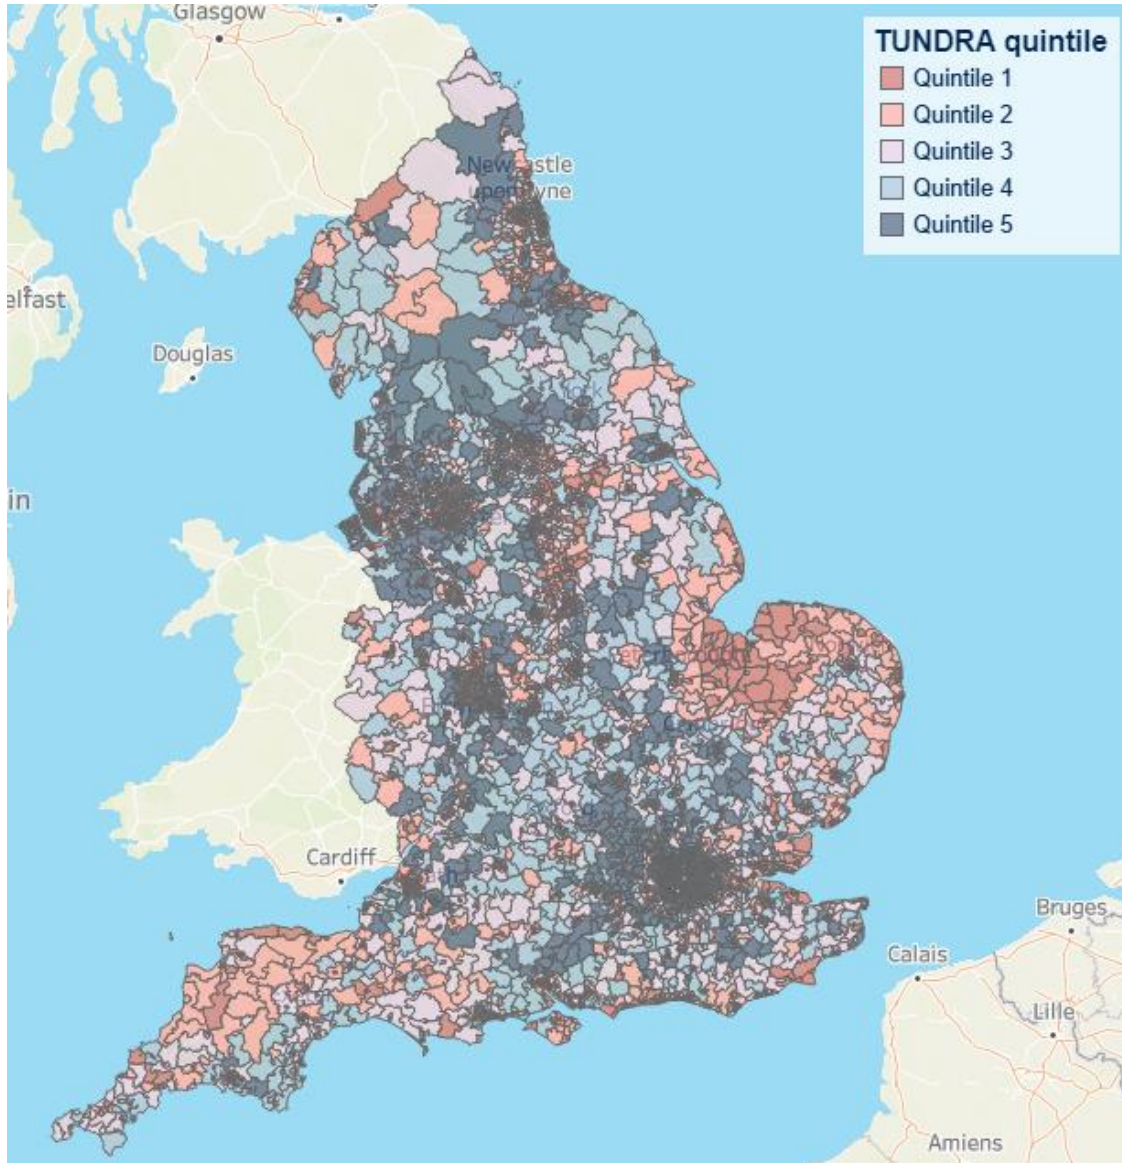 Glasgow
TUNDRA quintile
Quintile 1
Quintile 2
Quintile 3
Quintile 4
Quintile 5
Newcastle
upon Tyne
elfast
Douglas
in
Cardiff
Bruges
Calais
Lille
Amiens